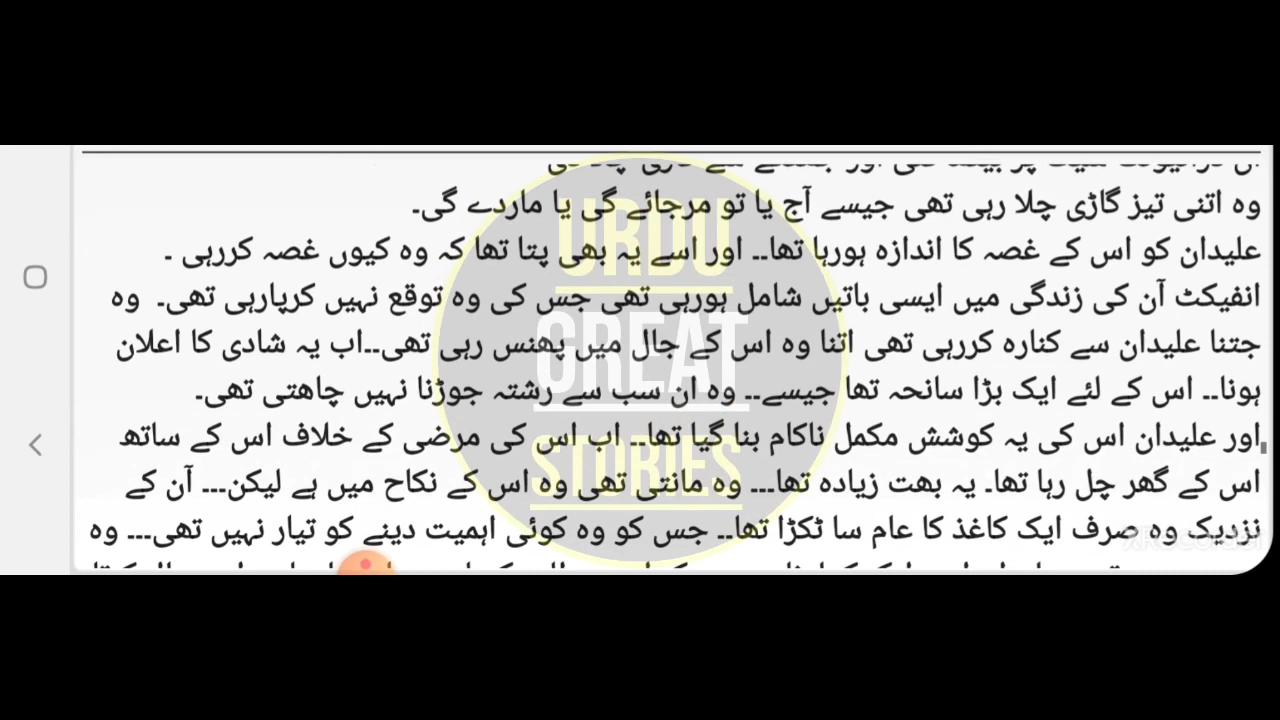 وہ اتنی تیز گاڑی چلا رہی تھی جیسے آج یا تو مرجائے گی یا ماردے گی۔
علیدان کو اس کے غصہ کا اندازہ ہورہا تھا۔۔ اور اسے یہ بھی پتا تھا کہ وہ کیوں غصہ کررہی ۔
انفیکٹ آن کی زندگی میں ایسی باتیں شامل ہورہی تھی جس کی وہ توقع نہیں کرپارہی تھی۔ وہ
جتنا علیدان سے کنارہ کررہی تھی اتنا وہ اس کے جال میں پھنس رہی تھی۔۔اب یہ شادی کا اعلان
ہونا۔۔ اس کے لئے ایک بڑا سانحہ تھا جیسے۔۔ وہ ان سب سے رشتہ جوڑنا نہیں چاھتی تھی۔
اور علیدان اس کی یہ کوشش مکمل ناکام بنا گیا تھا۔۔ اب اس کی مرضی کے خلاف اس کے ساتھ
اس کے گھر چل رہا تھا۔ یہ بھت زیادہ تھا۔۔۔ وہ مانتی تھی وہ اس کے نکاح میں ہے لیکن۔۔۔ آن کے
نزدیک وہ صرف ایک کاغذ کا عام سا ٹکڑا تھا۔۔ جس کو وہ کوئی اہمیت دینے کو تیار نہیں تھی۔۔۔ وہ
URDU
GREAT
STORIES
XRecorder